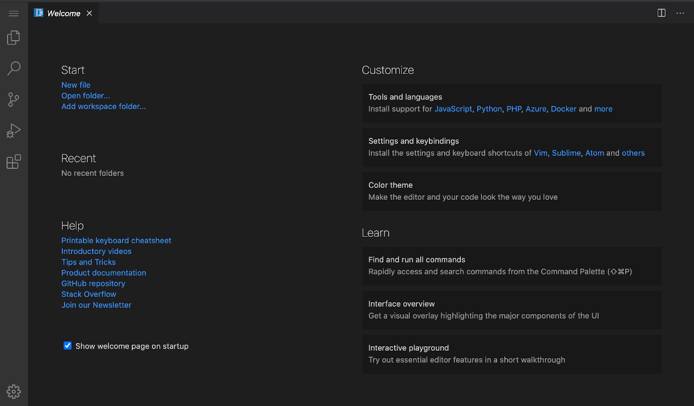 Welcome
Start
New file
Open folder...
Add workspace folder...
Recent
No recent folders
Help
Printable keyboard cheatsheet
Introductory videos
Tips and Tricks
Product documentation
GitHub repository
Stack Overflow
Join our Newsletter
Show welcome page on startup
Customize
Tools and languages
Install support for JavaScript, Python, PHP, Azure, Docker and more
Settings and keybindings
Install the settings and keyboard shortcuts of Vim, Sublime, Atom and others
Color theme
Make the editor and your code look the way you love
Learn
Find and run all commands
Rapidly access and search commands from the Command Palette (⇧⌘P)
Interface overview
Get a visual overlay highlighting the major components of the UI
Interactive playground
Try out essential editor features in a short walkthrough